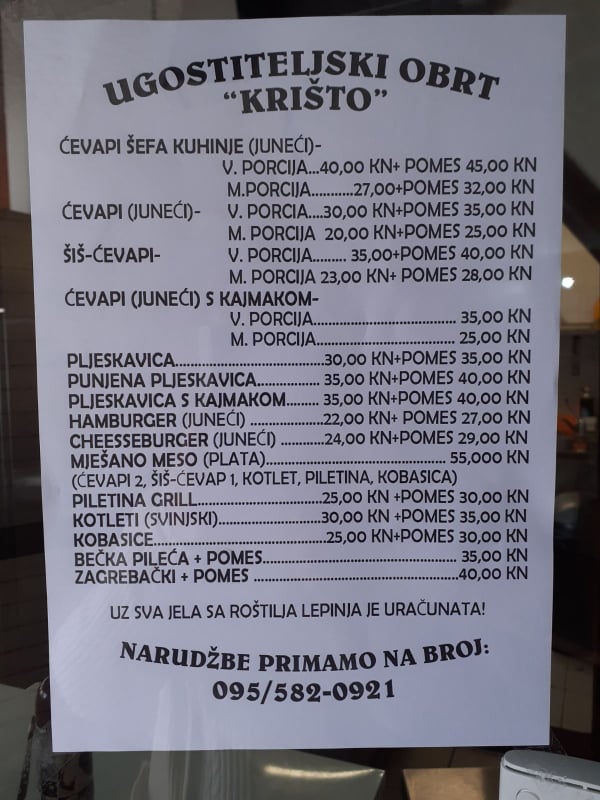 UGOSTITELJSKI OBRT
“KRIŠTO”
ĆEVAPI ŠEFA KUHINJE (JUNEĆI)-
V. PORCIJA...40,00 KN+ POMES 45,00 KN
M.PORCIJA...........27,00+POMES 32,00 KN
ĆEVAPI (JUNEĆI)- V. PORCIA....30,00 KN+POMES 35,00 KN
M. PORCIJA 20,00 KN+POMES 25,00 KN
ŠIŠ-ĆEVAPI- V. PORCIJA......... 35,00+POMES 40,00 KN
M. PORCIJA 23,00 KN+ POMES 28,00 KN
ĆEVAPI (JUNEĆI) S KAJMAKOM-
V. PORCIJA.......................................... 35,00 KN
M. PORCIJA.......................................... 25,00 KN
PLJESKAVICA................................30,00 KN+POMES 35,00 KN
PUNJENA PLJESKAVICA.............. 35,00 KN+POMES 40,00 KN
PLJESKAVICA S KAJMAKOM........ 35,00 KN+POMES 40,00 KN
HAMBURGER (JUNEĆI) ................22,00 KN+ POMES 27,00 KN
CHEESSEBURGER (JUNEĆI) ...........24,00 KN+POMES 29,00 KN
MJEŠANO MESO (PLATA)........................................ 55,000 KN
(ĆEVAPI 2, ŠIŠ-ĆEVAP 1, KOTLET, PILETINA, KOBASICA)
PILETINA GRILL...........................25,00 KN +POMES 30,00 KN
KOTLETI (SVINJSKI)......................30,00 KN +POMES 35,00 KN
KOBASICE.....................................25,00 KN+POMES 30,00 KN
BEČKA PILEĆA + POMES.......................................... 35,00 KN
ZAGREBAČKI + POMES ..........................................40,00 KN
UZ SVA JELA SA ROŠTILJA LEPINJA JE URAČUNATA!
NARUDŽBE PRIMAMO NA BROJ:
095/582-0921